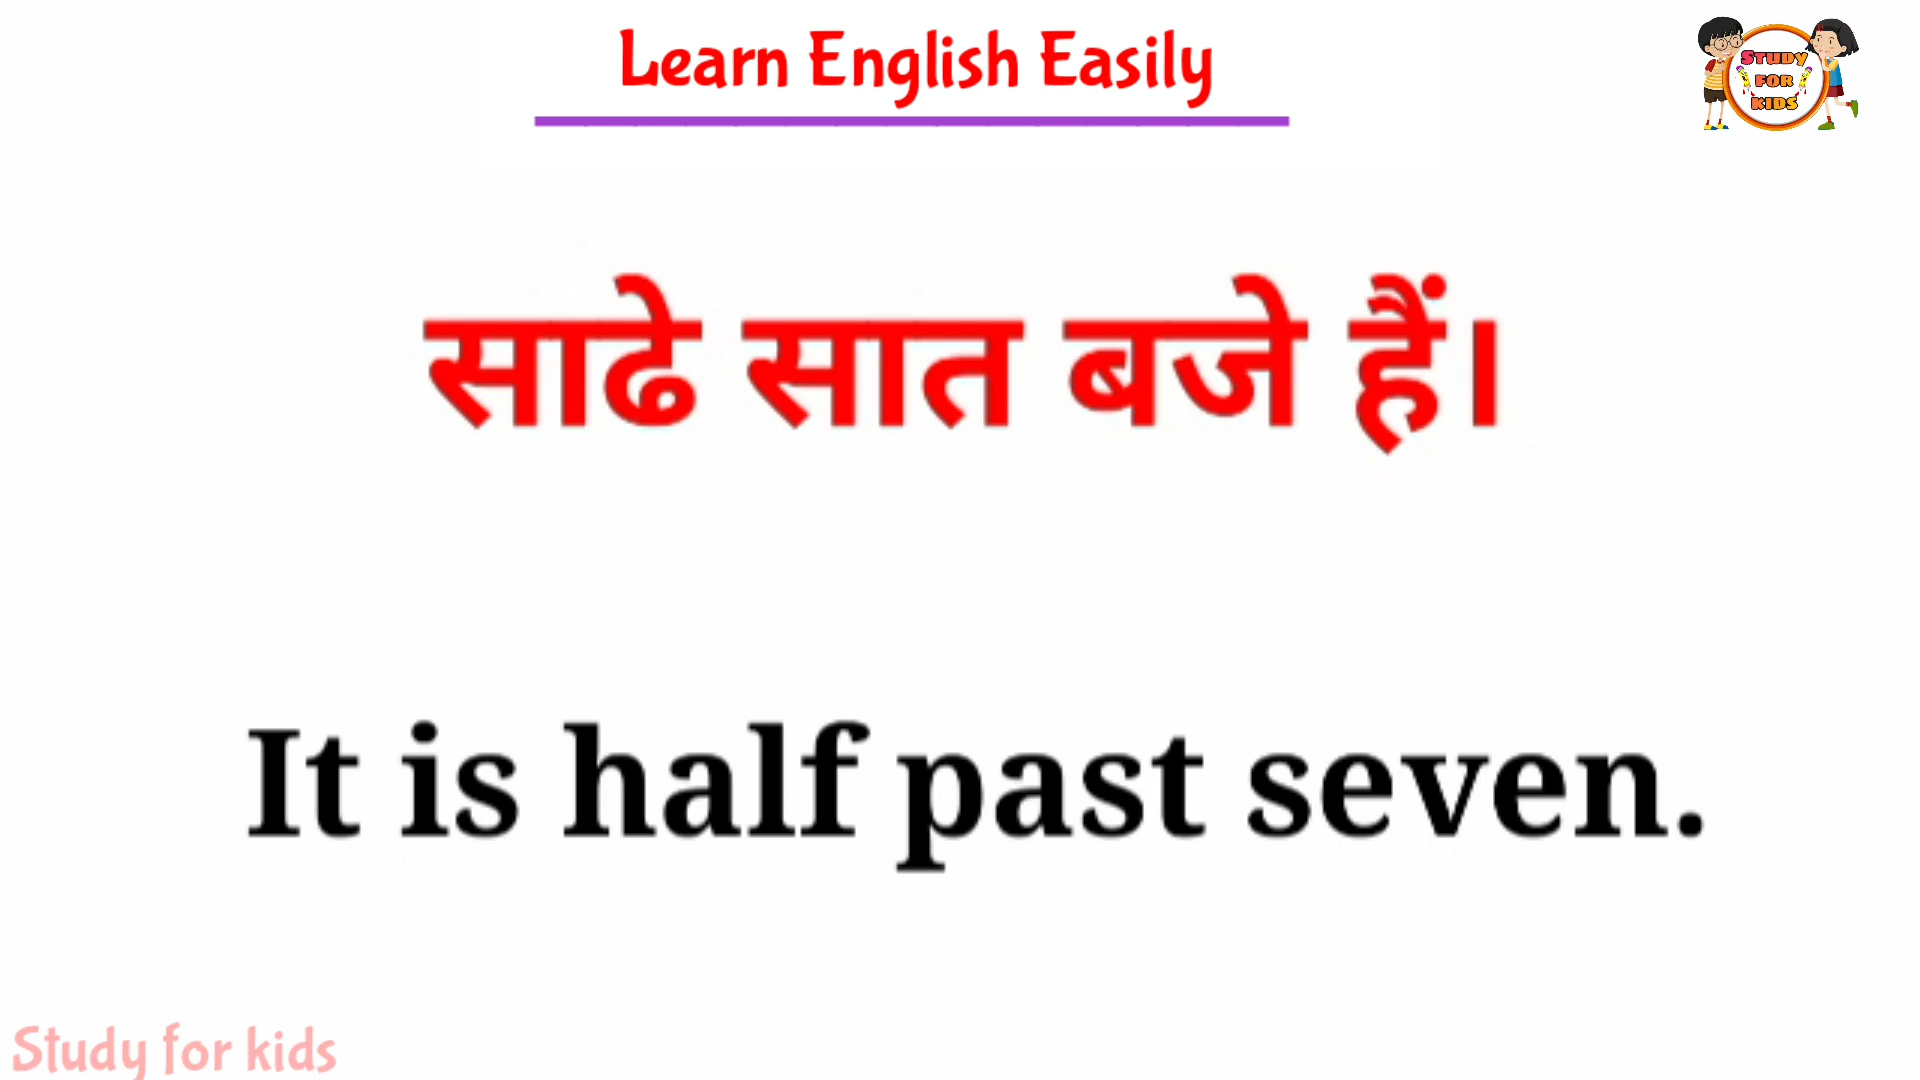 Learn English Easily
STUDY
FOR
KIDS
साढे सात बजे हैं।
It is half past seven.
Study for kids